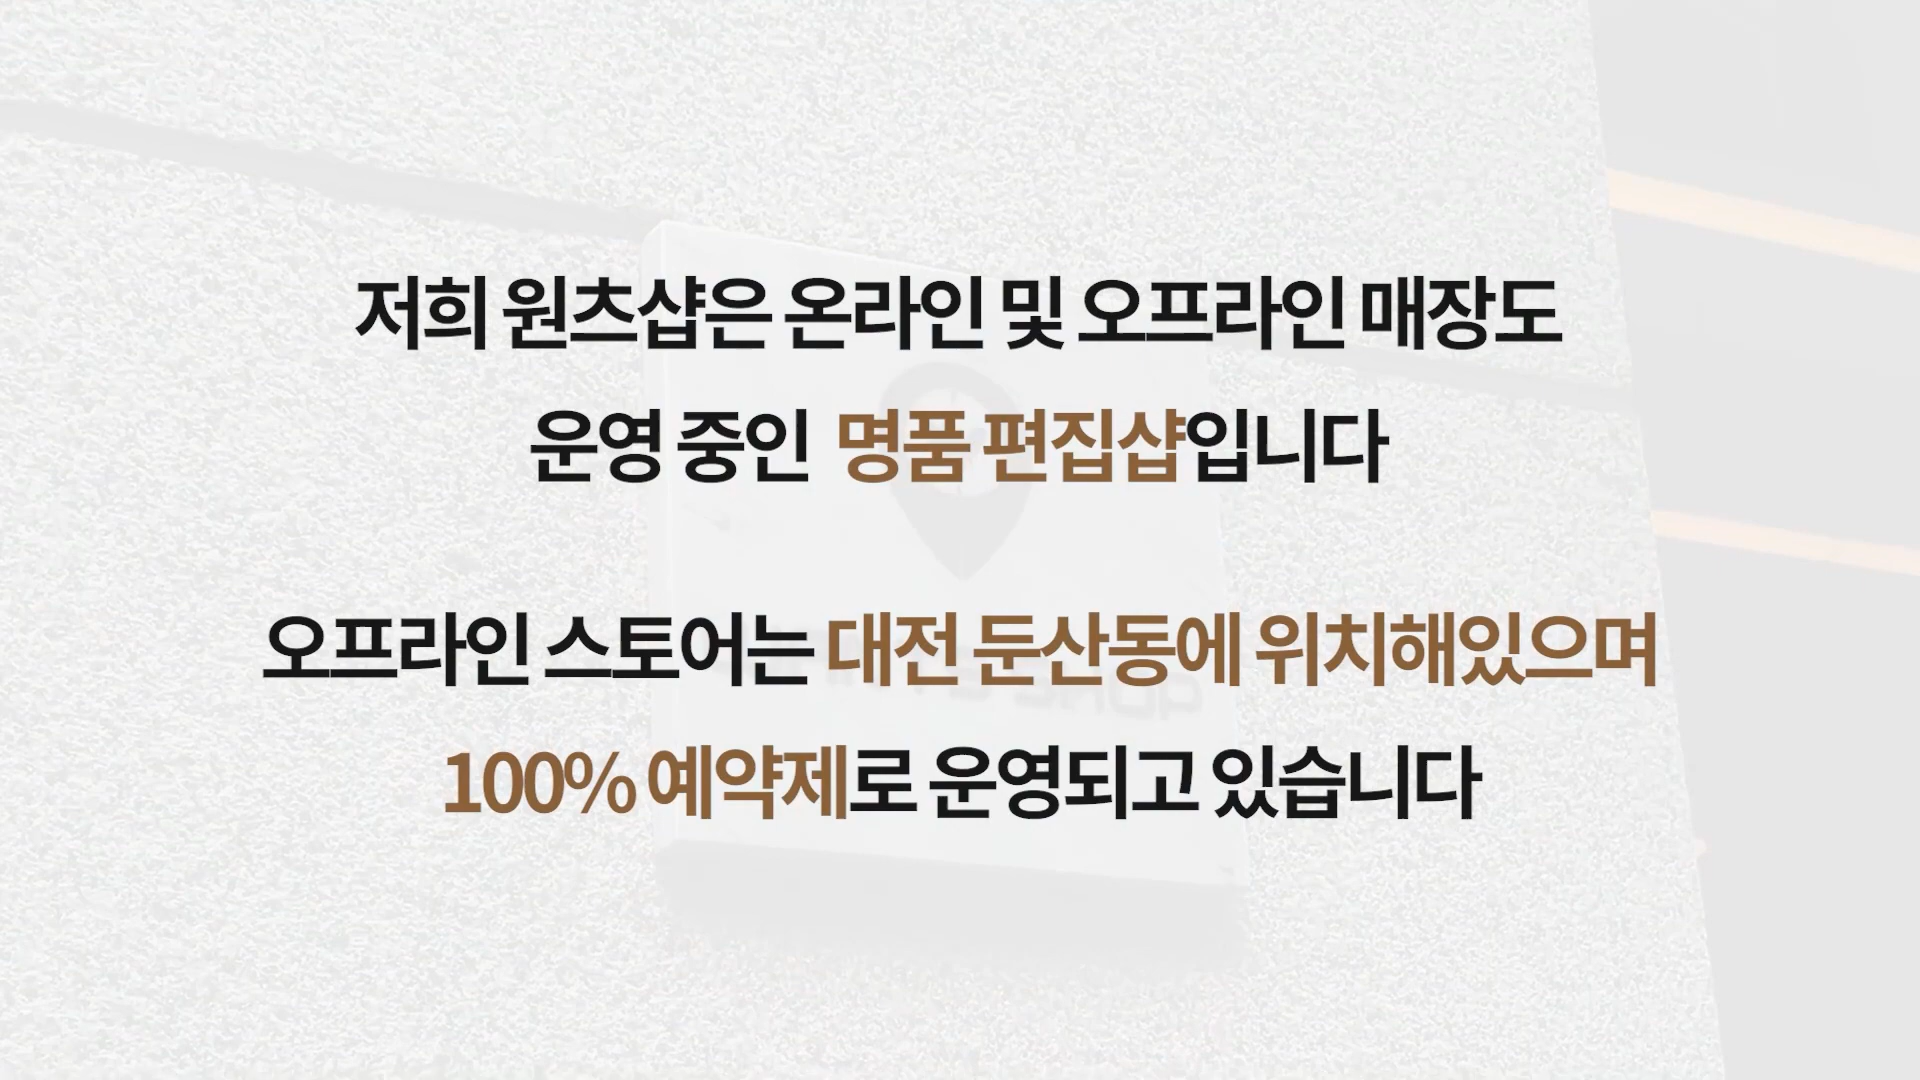 저희 원츠샵은 온라인 및 오프라인 매장도
운영 중인 명품 편집샵입니다
오프라인 스토어는 대전 둔산동에 위치해있으며
100% 예약제로 운영되고 있습니다